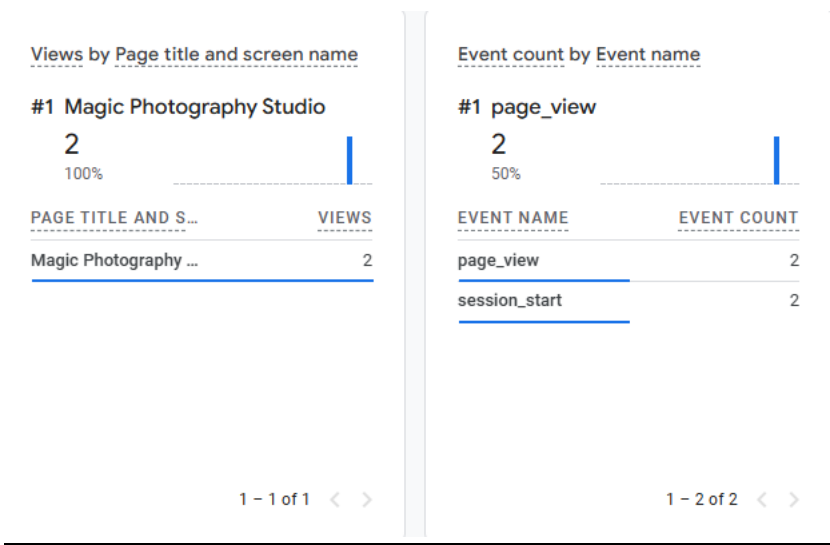 Views by Page title and screen name
#1 Magic Photography Studio
2
100%
PAGE TITLE AND S... VIEWS
Magic Photography ... 2
1 – 1 of 1
Event count by Event name
#1 page_view
2
50%
EVENT NAME EVENT COUNT
page_view 2
session_start 2
1 – 2 of 2